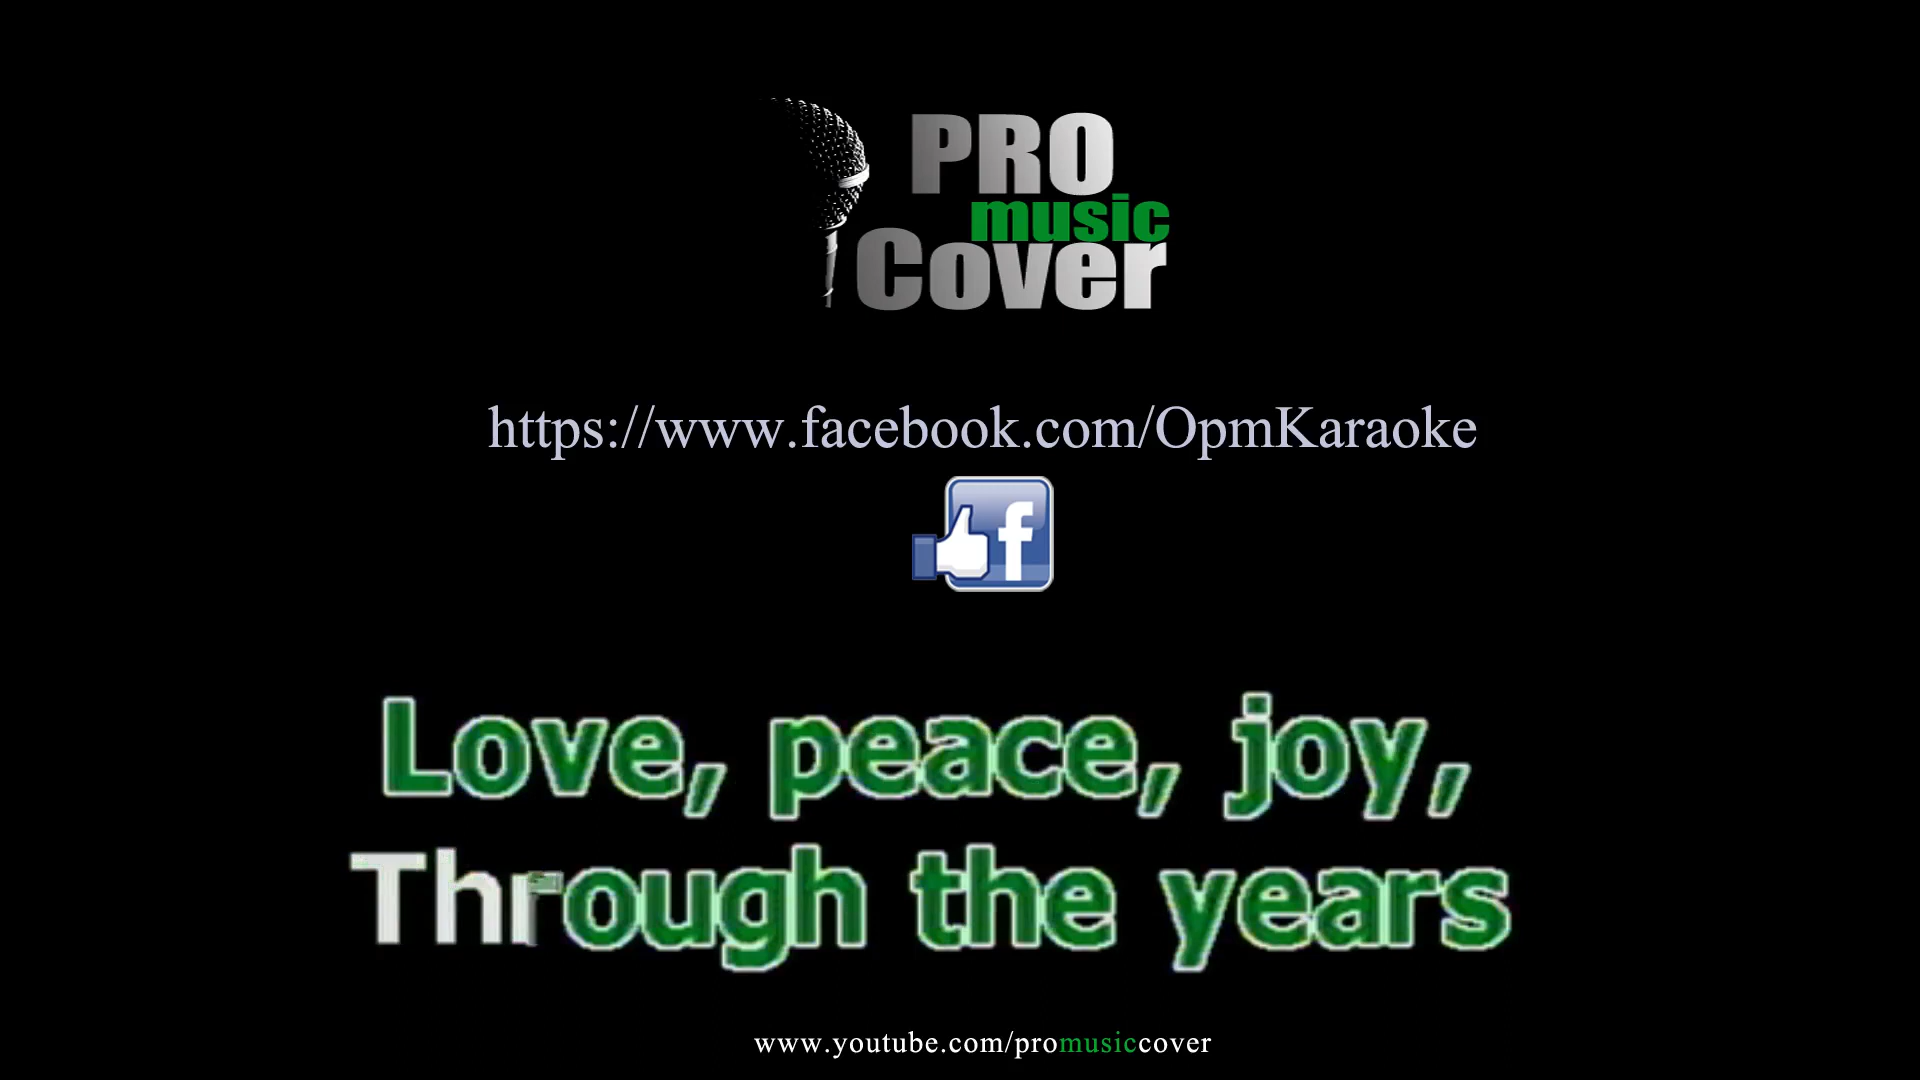 PRO
music
Cover
https://www.facebook.com/OpmKaraoke
f
Love, peace, joy,
Through the years
www.youtube.com/promusiccover